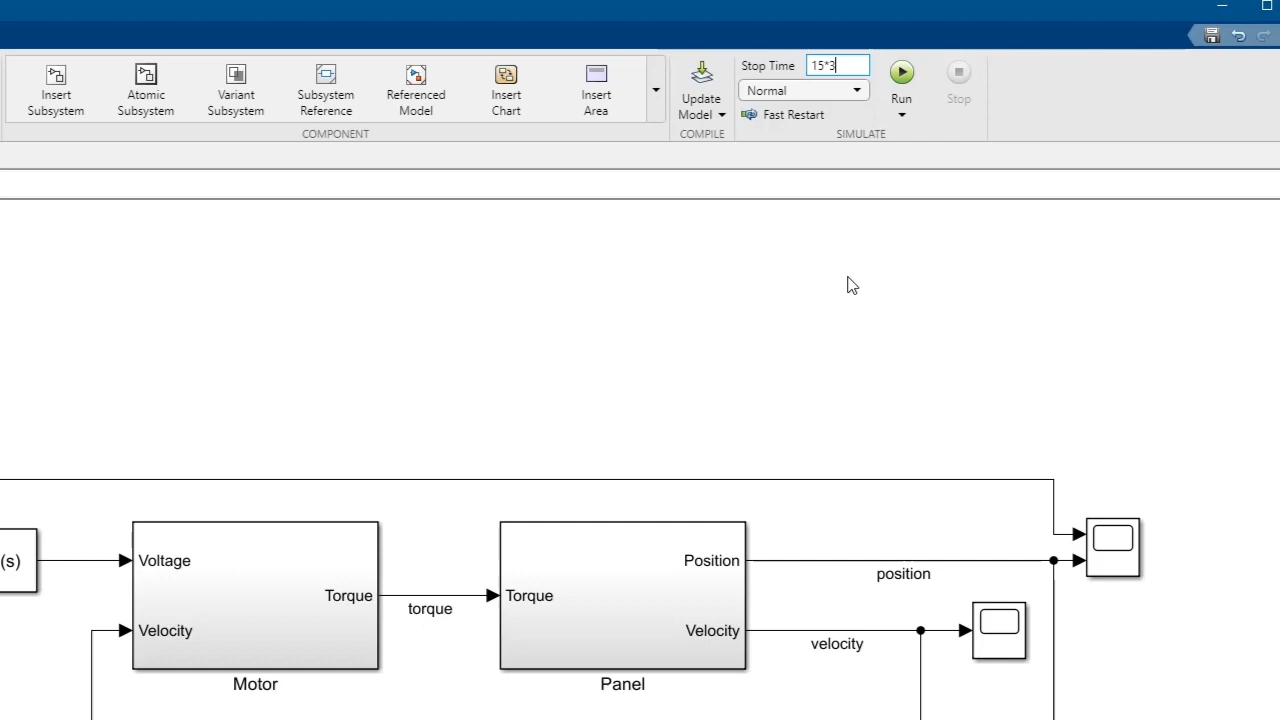 Insert Subsystem
Atomic Subsystem
Variant Subsystem
Subsystem Reference
Referenced Model
Insert Chart
Insert Area
COMPONENT
Update Model
COMPILE
Stop Time 15*3
Normal
Fast Restart
Run
Stop
SIMULATE
(s)
Voltage
Velocity
Torque
Motor
torque
Torque
Position
Velocity
Panel
position
velocity